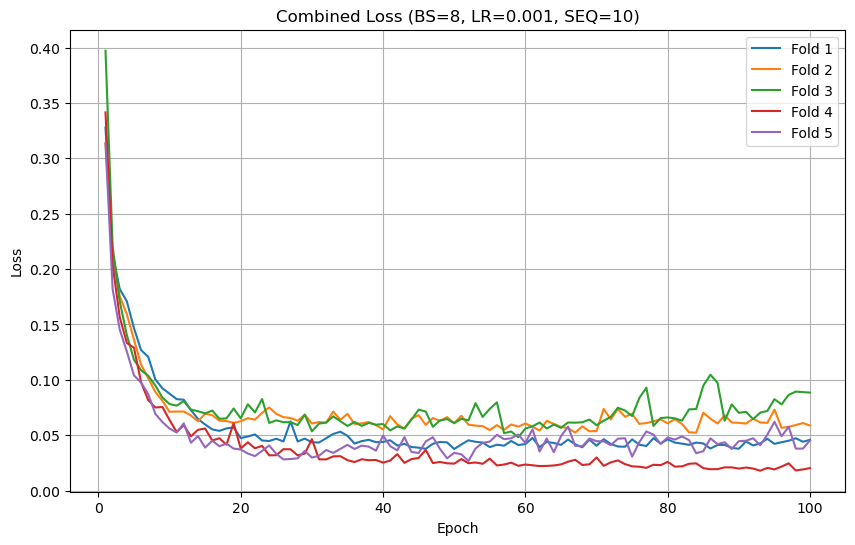 Combined Loss (BS=8, LR=0.001, SEQ=10)
Loss
0.40
0.35
0.30
0.25
0.20
0.15
0.10
0.05
0.00
Fold 1
Fold 2
Fold 3
Fold 4
Fold 5
0 20 40 60 80 100
Epoch